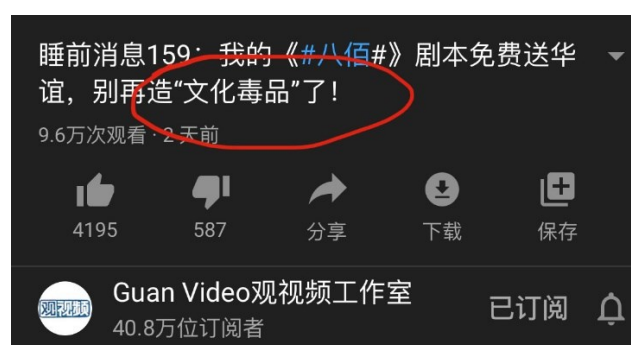 睡前消息159：我的《#八佰#》剧本免费送华
谊，别再造“文化毒品”了！
9.6万次观看 · 2 天前
4195
587
分享
下载
保存
观视频
Guan Video观视频工作室
已订阅
40.8万位订阅者